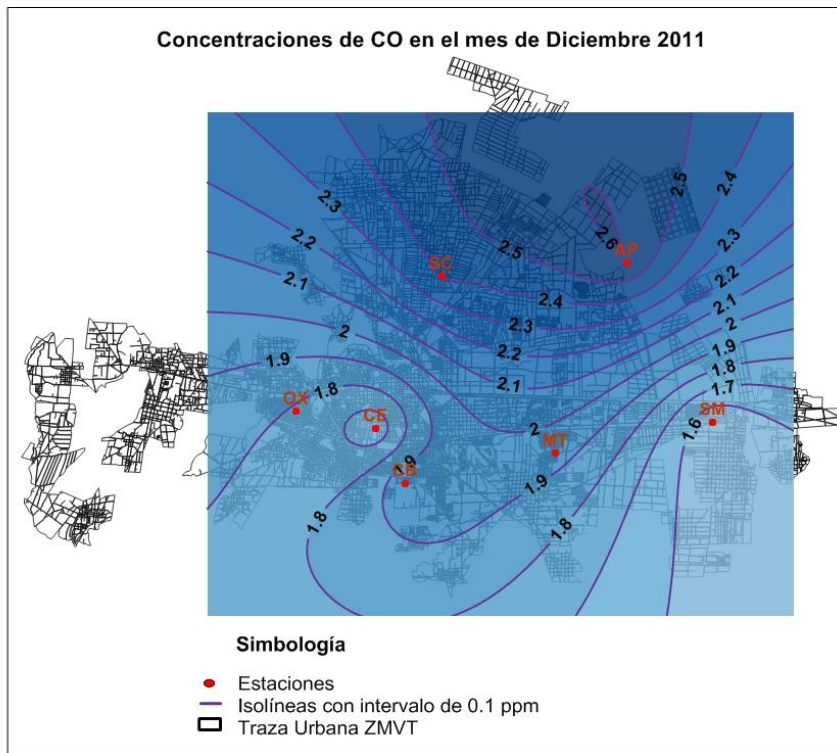 Concentraciones de CO en el mes de Diciembre 2011
2.3
2.2
2.1
2
1.9
1.8
2.5
2.4
2.3
2.2
2.1
2
1.9
1.8
2.6
2.5
2.4
2.3
2.2
2.1
2
1.9
1.8
1.7
1.6
1.9
1.8
SC
AP
OX
CE
CB
MT
SM
Simbología
Estaciones
Isolíneas con intervalo de 0.1 ppm
Traza Urbana ZMVT